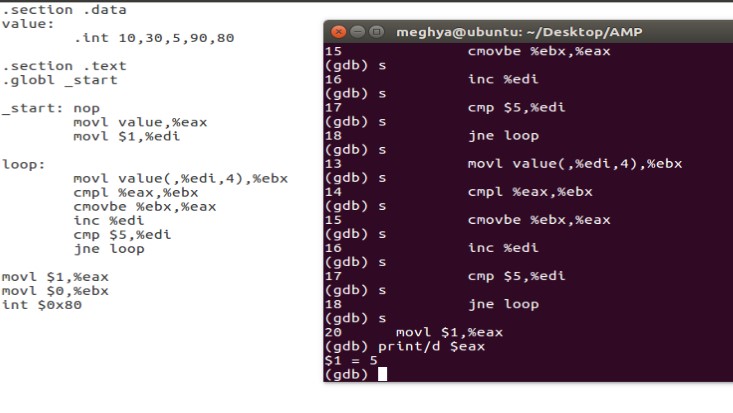 .section .data
value:
.int 10,30,5,90,80
.section .text
.globl _start
_start: nop
movl value,%eax
movl $1,%edi
loop:
movl value(,%edi,4),%ebx
cmpl %eax,%ebx
cmovbe %ebx,%eax
inc %edi
cmp $5,%edi
jne loop
movl $1,%eax
movl $0,%ebx
int $0x80
meghya@ubuntu: ~/Desktop/AMP
15 cmovbe %ebx,%eax
(gdb) s
16 inc %edi
(gdb) s
17 cmp $5,%edi
(gdb) s
18 jne loop
(gdb) s
13 movl value(,%edi,4),%ebx
(gdb) s
14 cmpl %eax,%ebx
(gdb) s
15 cmovbe %ebx,%eax
(gdb) s
16 inc %edi
(gdb) s
17 cmp $5,%edi
(gdb) s
18 jne loop
(gdb) s
20 movl $1,%eax
(gdb) print/d $eax
$1 = 5
(gdb)